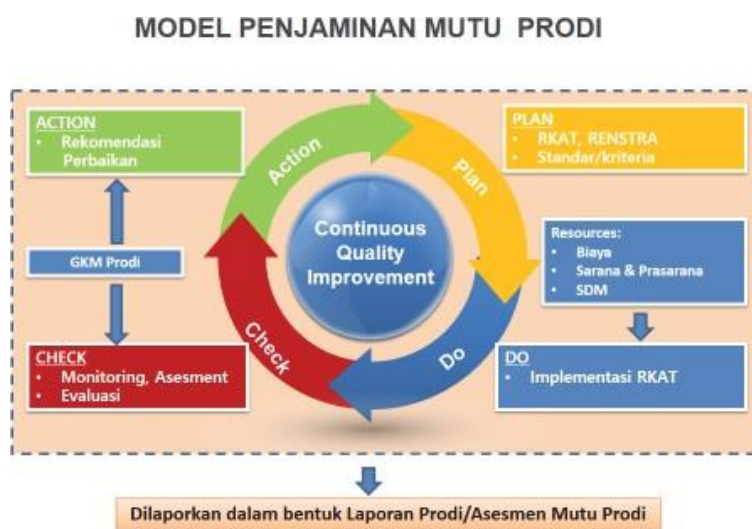 MODEL PENJAMINAN MUTU PRODI
ACTION
• Rekomendasi
Perbaikan
GKM Prodi
CHECK
• Monitoring, Asesment
• Evaluasi
Action
Plan
Do
Check
Continuous
Quality
Improvement
PLAN
• RKAT, RENSTRA
• Standar/kriteria
Resources:
• Biaya
• Sarana & Prasarana
• SDM
DO
• Implementasi RKAT
Dilaporkan dalam bentuk Laporan Prodi/Asesmen Mutu Prodi